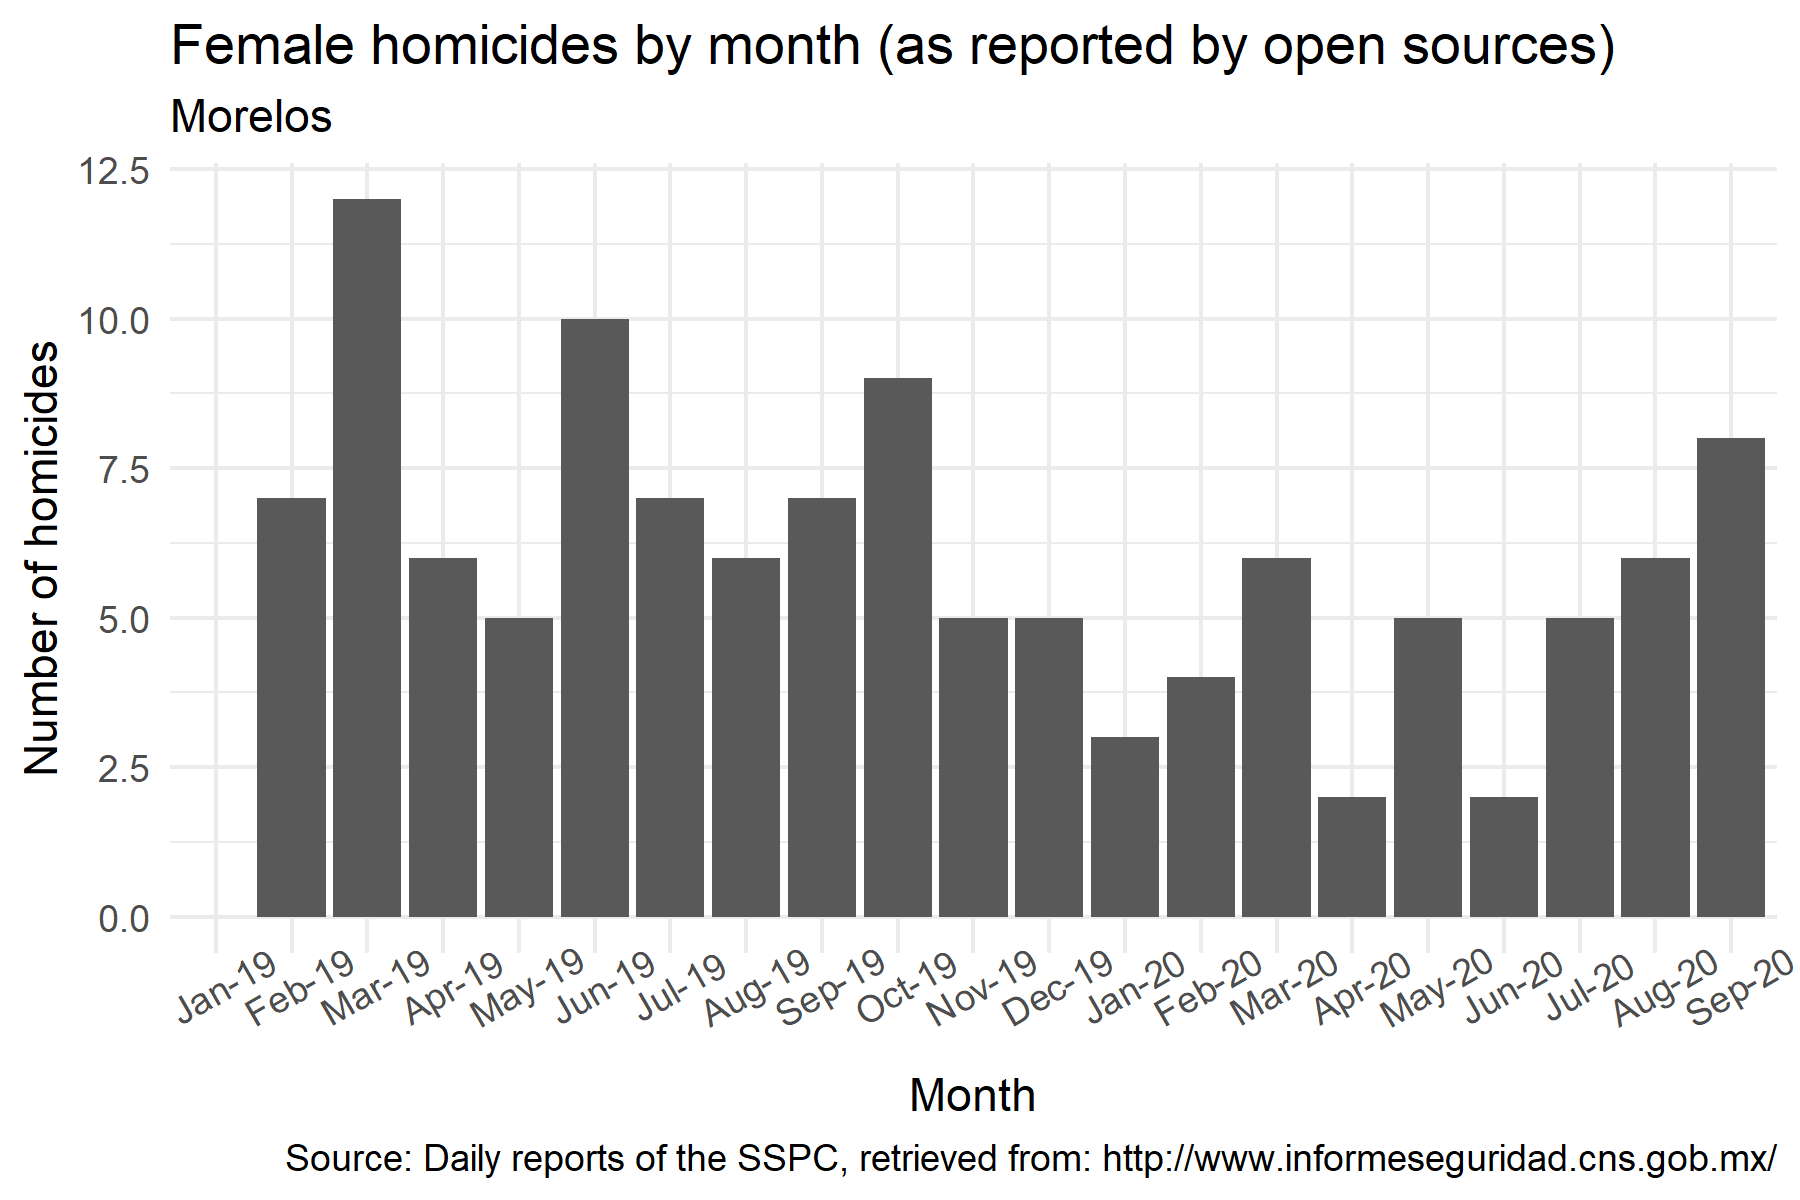 Female homicides by month (as reported by open sources)
Morelos
12.5
10.0
7.5
5.0
2.5
0.0
Number of homicides
Jan-19
Feb-19
Mar-19
Apr-19
May-19
Jun-19
Jul-19
Aug-19
Sep-19
Oct-19
Nov-19
Dec-19
Jan-20
Feb-20
Mar-20
Apr-20
May-20
Jun-20
Jul-20
Aug-20
Sep-20
Month
Source: Daily reports of the SSPC, retrieved from: http://www.informeseguridad.cns.gob.mx/